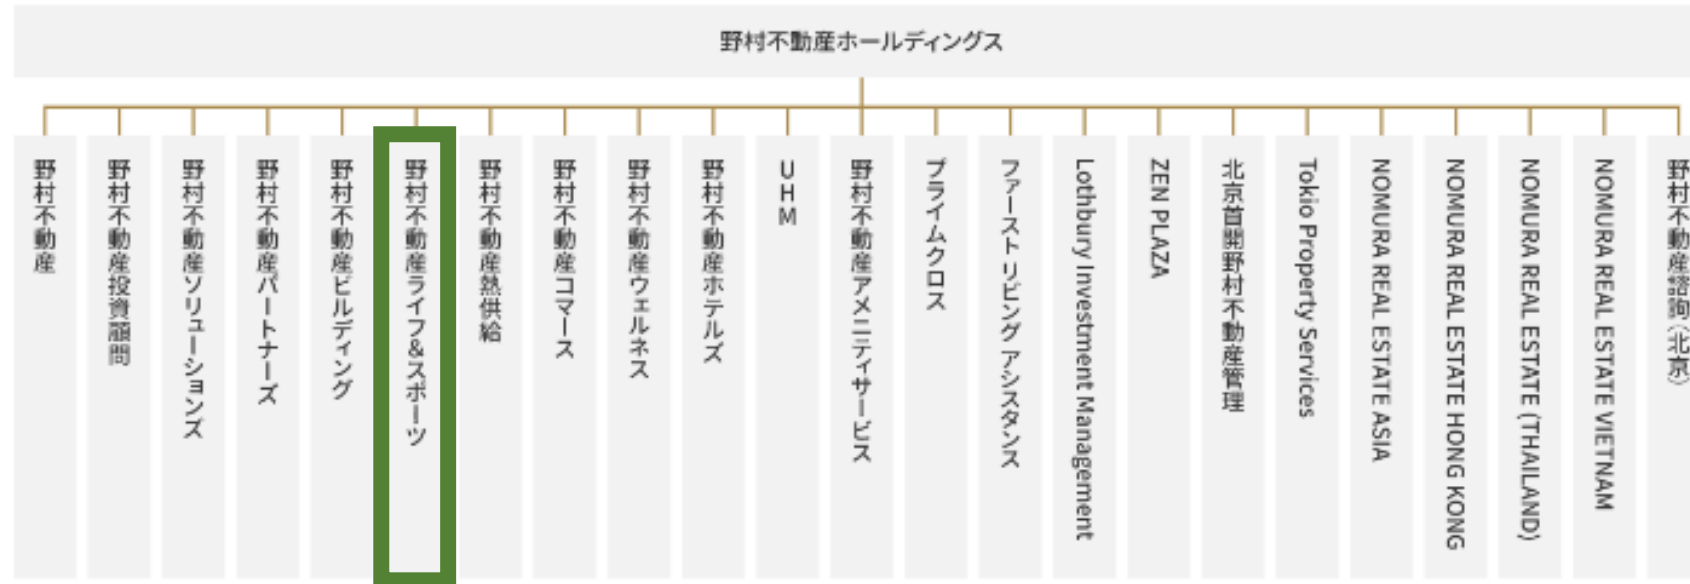 野村不動産ホールディングス
野村不動産
野村不動産投資顧問
野村不動産ソリューションズ
野村不動産パートナーズ
野村不動産ビルディング
野村不動産ライフ&スポーツ
野村不動産熱供給
野村不動産コマース
野村不動産ウェルネス
野村不動産ホテルズ
UHM
野村不動産アメニティサービス
プライムクロス
ファースト リビング アシスタンス
Lothbury Investment Management
ZEN PLAZA
北京首開野村不動産管理
Tokio Property Services
NOMURA REAL ESTATE ASIA
NOMURA REAL ESTATE HONG KONG
NOMURA REAL ESTATE (THAILAND)
NOMURA REAL ESTATE VIETNAM
野村不動産諮詢(北京)